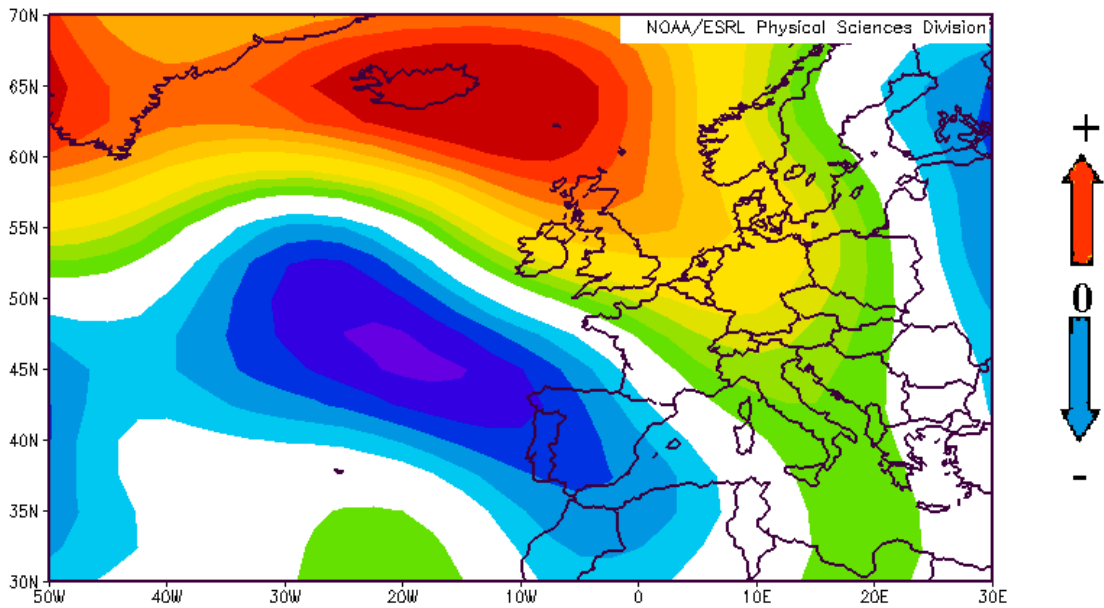 NOAA/ESRL Physical Sciences Division
70N
65N
60N
55N
50N
45N
40N
35N
30N
50W 40W 30W 20W 10W 0 10E 20E 30E
+
0
-